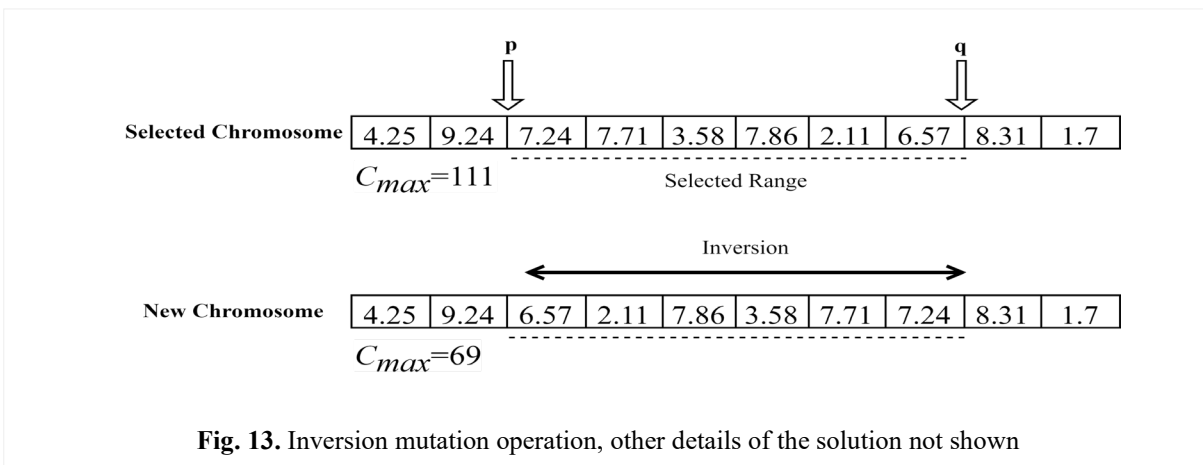 p q
Selected Chromosome 4.25 9.24 7.24 7.71 3.58 7.86 2.11 6.57 8.31 1.7
Cmax=111 Selected Range
Inversion
New Chromosome 4.25 9.24 6.57 2.11 7.86 3.58 7.71 7.24 8.31 1.7
Cmax=69
Fig. 13. Inversion mutation operation, other details of the solution not shown